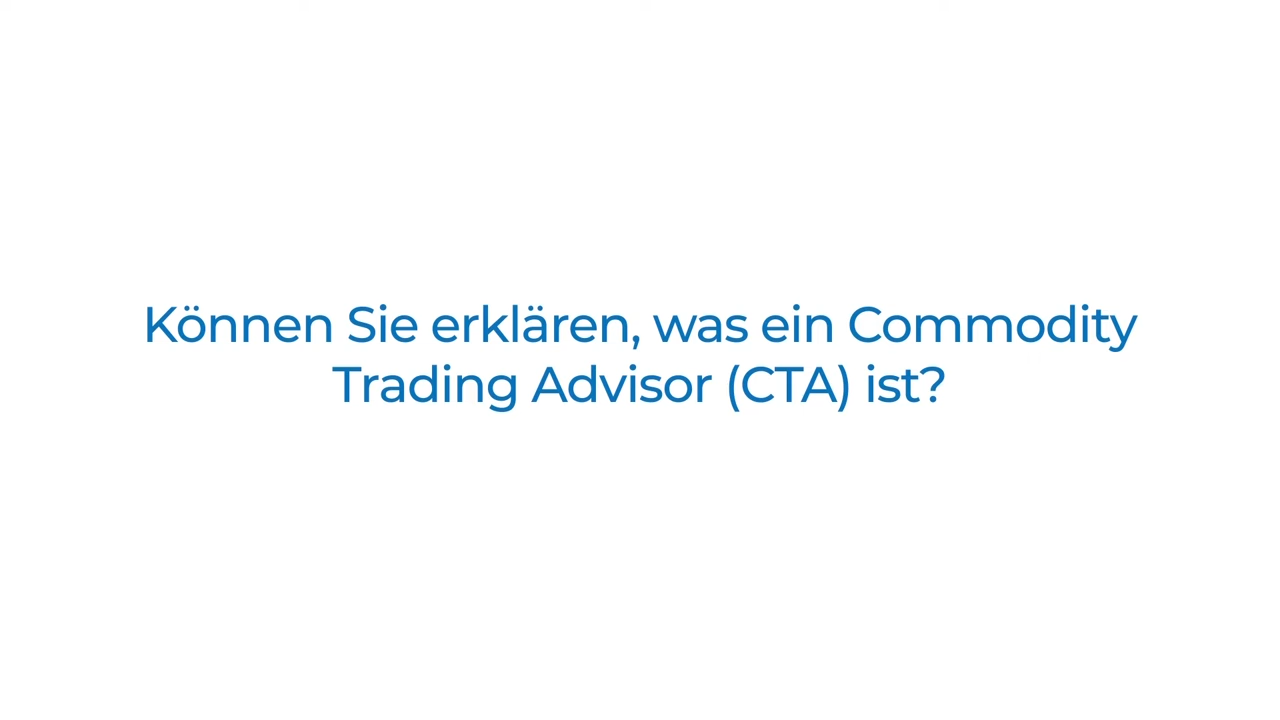 Können Sie erklären, was ein Commodity
Trading Advisor (CTA) ist?